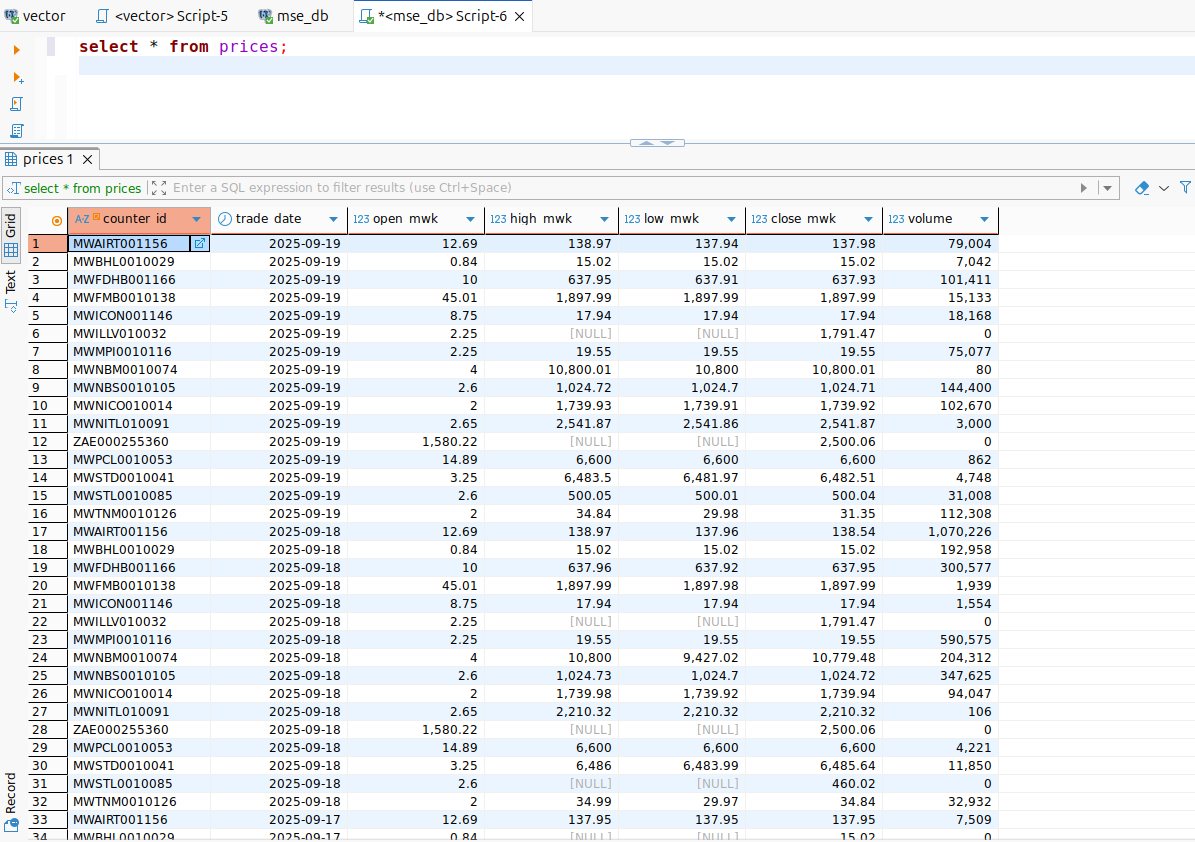 vector <vector> Script-5 mse_db *<mse_db> Script-6
select * from prices;
prices 1
select * from prices Enter a SQL expression to filter results (use Ctrl+Space)
Grid
Text
Record
A-Z counter_id trade_date 123 open_mwk 123 high_mwk 123 low_mwk 123 close_mwk 123 volume
1 MWAIRT001156 2025-09-19 12.69 138.97 137.94 137.98 79,004
2 MWBHL0010029 2025-09-19 0.84 15.02 15.02 15.02 7,042
3 MWFDHB001166 2025-09-19 10 637.95 637.91 637.93 101,411
4 MWFMB0010138 2025-09-19 45.01 1,897.99 1,897.99 1,897.99 15,133
5 MWICON001146 2025-09-19 8.75 17.94 17.94 17.94 18,168
6 MWILLV010032 2025-09-19 2.25 [NULL] [NULL] 1,791.47 0
7 MWMPI0010116 2025-09-19 2.25 19.55 19.55 19.55 75,077
8 MWNBM0010074 2025-09-19 4 10,800.01 10,800 10,800.01 80
9 MWNBS0010105 2025-09-19 2.6 1,024.72 1,024.7 1,024.71 144,400
10 MWNICO010014 2025-09-19 2 1,739.93 1,739.91 1,739.92 102,670
11 MWNITL010091 2025-09-19 2.65 2,541.87 2,541.86 2,541.87 3,000
12 ZAE000255360 2025-09-19 1,580.22 [NULL] [NULL] 2,500.06 0
13 MWPCL0010053 2025-09-19 14.89 6,600 6,600 6,600 862
14 MWSTD0010041 2025-09-19 3.25 6,483.5 6,481.97 6,482.51 4,748
15 MWSTL0010085 2025-09-19 2.6 500.05 500.01 500.04 31,008
16 MWTNM0010126 2025-09-19 2 34.84 29.98 31.35 112,308
17 MWAIRT001156 2025-09-18 12.69 138.97 137.96 138.54 1,070,226
18 MWBHL0010029 2025-09-18 0.84 15.02 15.02 15.02 192,958
19 MWFDHB001166 2025-09-18 10 637.96 637.92 637.95 300,577
20 MWFMB0010138 2025-09-18 45.01 1,897.99 1,897.98 1,897.99 1,939
21 MWICON001146 2025-09-18 8.75 17.94 17.94 17.94 1,554
22 MWILLV010032 2025-09-18 2.25 [NULL] [NULL] 1,791.47 0
23 MWMPI0010116 2025-09-18 2.25 19.55 19.55 19.55 590,575
24 MWNBM0010074 2025-09-18 4 10,800 9,427.02 10,779.48 204,312
25 MWNBS0010105 2025-09-18 2.6 1,024.73 1,024.7 1,024.72 347,625
26 MWNICO010014 2025-09-18 2 1,739.98 1,739.92 1,739.94 94,047
27 MWNITL010091 2025-09-18 2.65 2,210.32 2,210.32 2,210.32 106
28 ZAE000255360 2025-09-18 1,580.22 [NULL] [NULL] 2,500.06 0
29 MWPCL0010053 2025-09-18 14.89 6,600 6,600 6,600 4,221
30 MWSTD0010041 2025-09-18 3.25 6,486 6,483.99 6,485.64 11,850
31 MWSTL0010085 2025-09-18 2.6 [NULL] [NULL] 460.02 0
32 MWTNM0010126 2025-09-18 2 34.99 29.97 34.84 32,932
33 MWAIRT001156 2025-09-17 12.69 137.95 137.95 137.95 7,509
34 MWBHL0010029 2025-09-17 0.84 [NULL] [NULL] 15.02 0